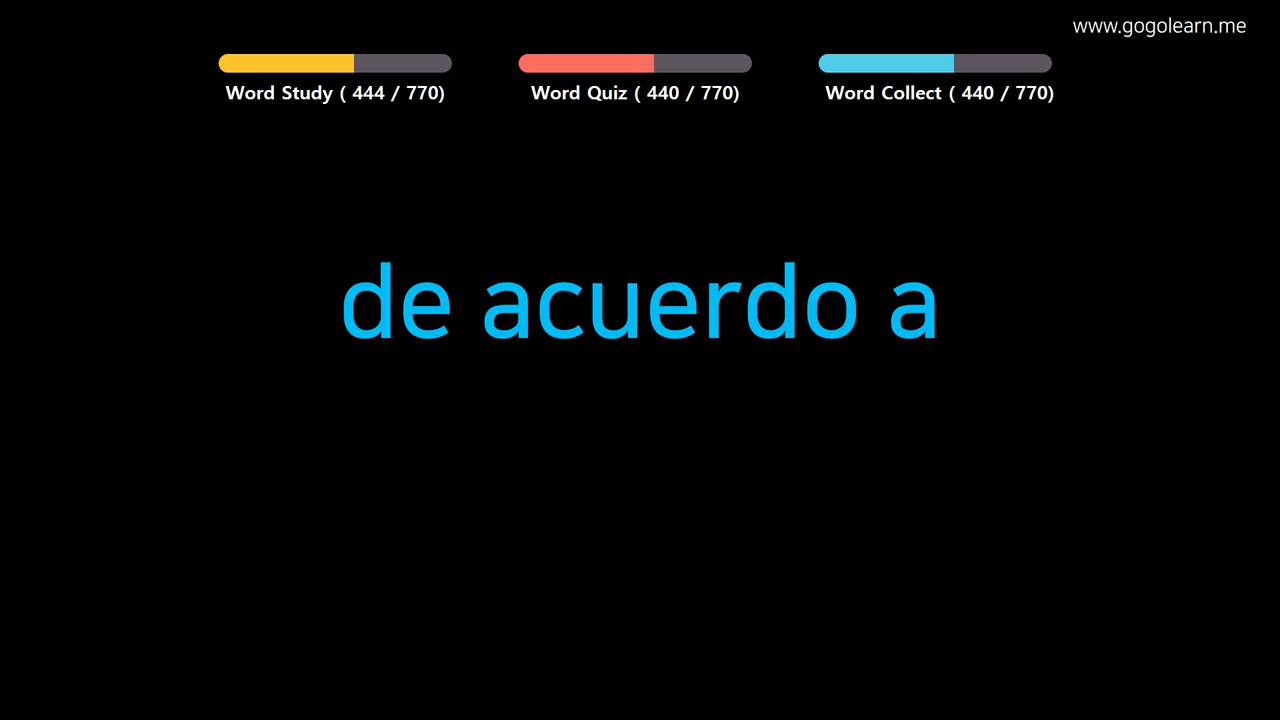 www.gogolearn.me
Word Study ( 444 / 770)
Word Quiz ( 440 / 770)
Word Collect ( 440 / 770)
de acuerdo a